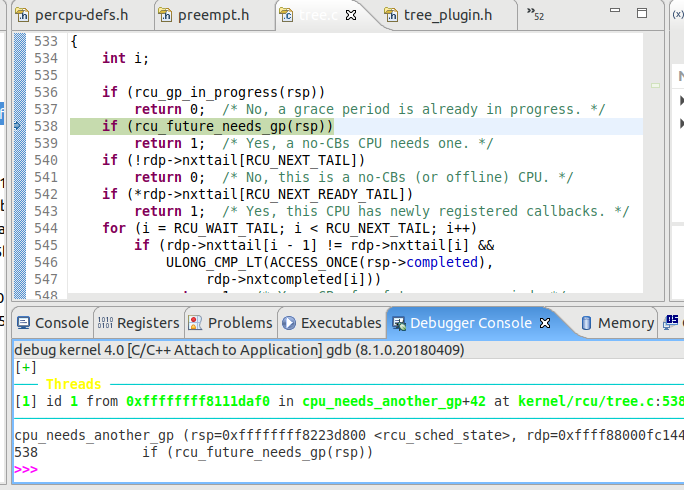 percpu-defs.h preempt.h tree.c tree_plugin.h »52 (x)
533 {
534 int i;
535
536 if (rcu_gp_in_progress(rsp))
537 return 0; /* No, a grace period is already in progress. */
538 if (rcu_future_needs_gp(rsp))
539 return 1; /* Yes, a no-CBs CPU needs one. */
540 if (!rdp->nxttail[RCU_NEXT_TAIL])
541 return 0; /* No, this is a no-CBs (or offline) CPU. */
542 if (*rdp->nxttail[RCU_NEXT_READY_TAIL])
543 return 1; /* Yes, this CPU has newly registered callbacks. */
544 for (i = RCU_WAIT_TAIL; i < RCU_NEXT_TAIL; i++)
545 if (rdp->nxttail[i - 1] != rdp->nxttail[i] &&
546 ULONG_CMP_LT(ACCESS_ONCE(rsp->completed),
547 rdp->nxtcompleted[i]))
548
Console Registers Problems Executables Debugger Console Memory
debug kernel 4.0 [C/C++ Attach to Application] gdb (8.1.0.20180409)
[+]
Threads
[1] id 1 from 0xffffffff8111daf0 in cpu_needs_another_gp+42 at kernel/rcu/tree.c:538
cpu_needs_another_gp (rsp=0xffffffff8223d800 <rcu_sched_state>, rdp=0xffff88000fc144
538 if (rcu_future_needs_gp(rsp))
>>>